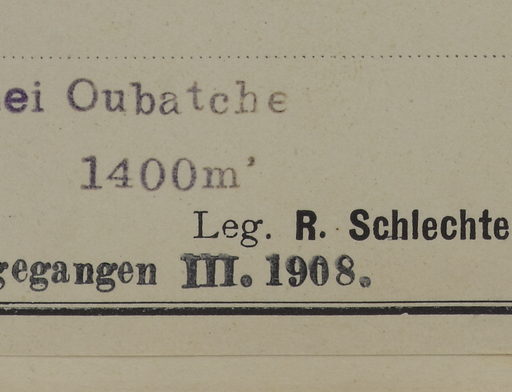 ei Oubatche
1400m'
Leg. R. Schlechte
gegangen III. 1908.